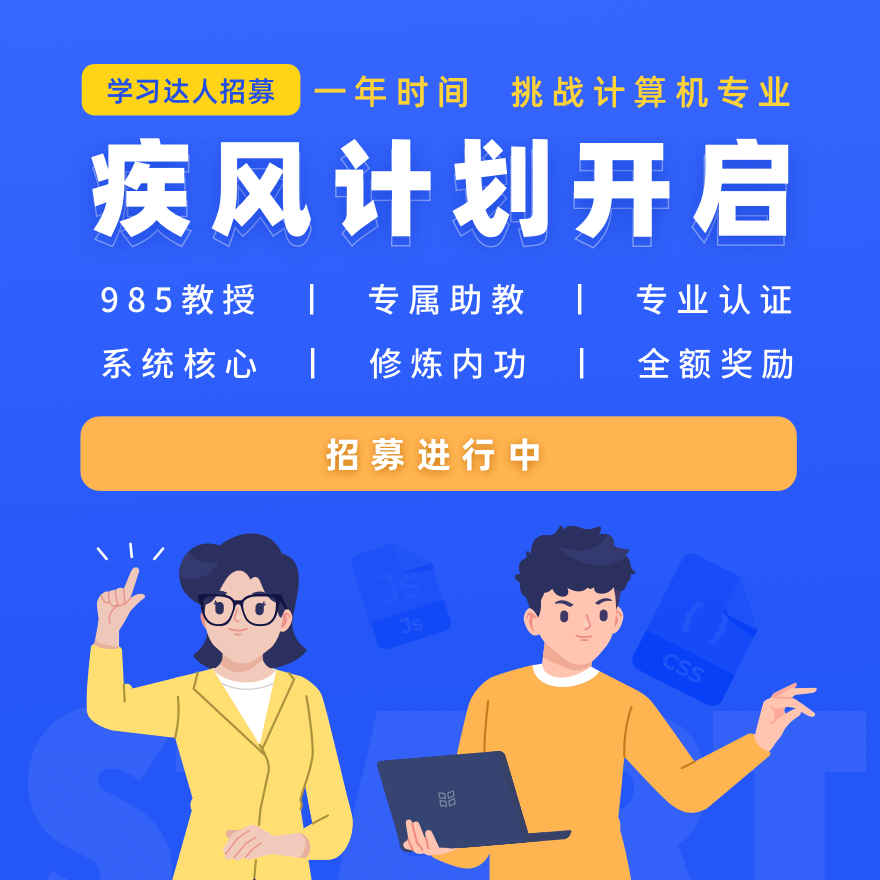 学习达人招募 一年时间 挑战计算机专业
疾风计划开启
985教授 | 专属助教 | 专业认证
系统核心 | 修炼内功 | 全额奖励
招募进行中
Js
Js
{ }
CSS
START